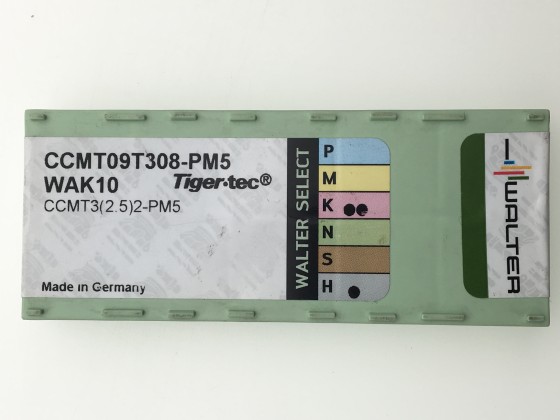 CCMT09T308-PM5
WAK10 Tiger·tec®
CCMT3(2.5)2-PM5
Made in Germany
WALTER SELECT
P
M
K
N
S
H
WALTER